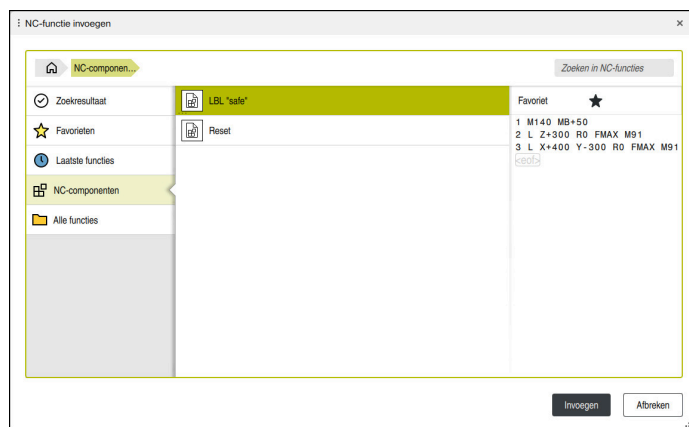 NC-functie invoegen
NC-componen...
Zoeken in NC-functies
Zoekresultaat
Favorieten
Laatste functies
NC-componenten
Alle functies
LBL "safe"
Reset
Favoriet
1 M140 MB+50
2 L Z+300 R0 FMAX M91
3 L X+400 Y-300 R0 FMAX M91
<eof>
Invoegen
Afbreken